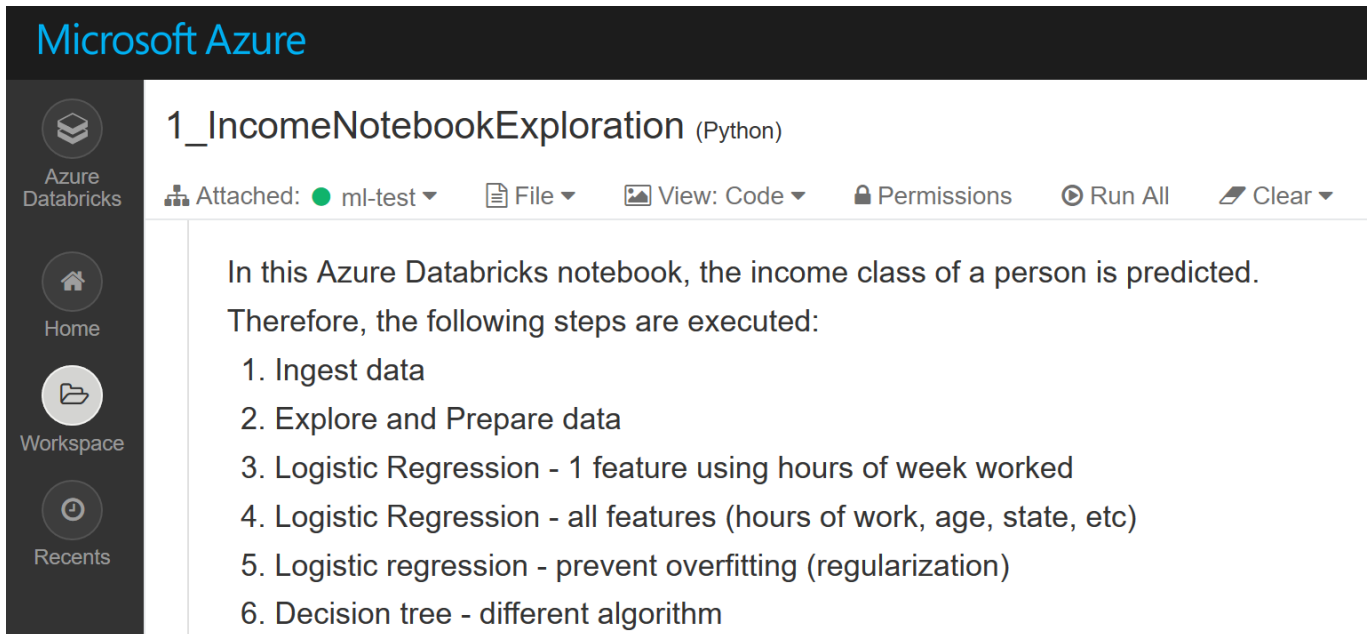 Microsoft Azure
Azure
Databricks
Home
Workspace
Recents
1_IncomeNotebookExploration (Python)
Attached: ml-test File View: Code Permissions Run All Clear
In this Azure Databricks notebook, the income class of a person is predicted.
Therefore, the following steps are executed:
1. Ingest data
2. Explore and Prepare data
3. Logistic Regression - 1 feature using hours of week worked
4. Logistic Regression - all features (hours of work, age, state, etc)
5. Logistic regression - prevent overfitting (regularization)
6. Decision tree - different algorithm